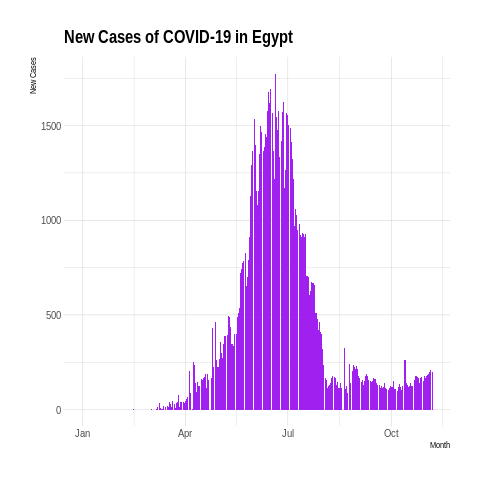 New Cases of COVID-19 in Egypt
New Cases
1500
1000
500
0
Jan Apr Jul Oct
Month